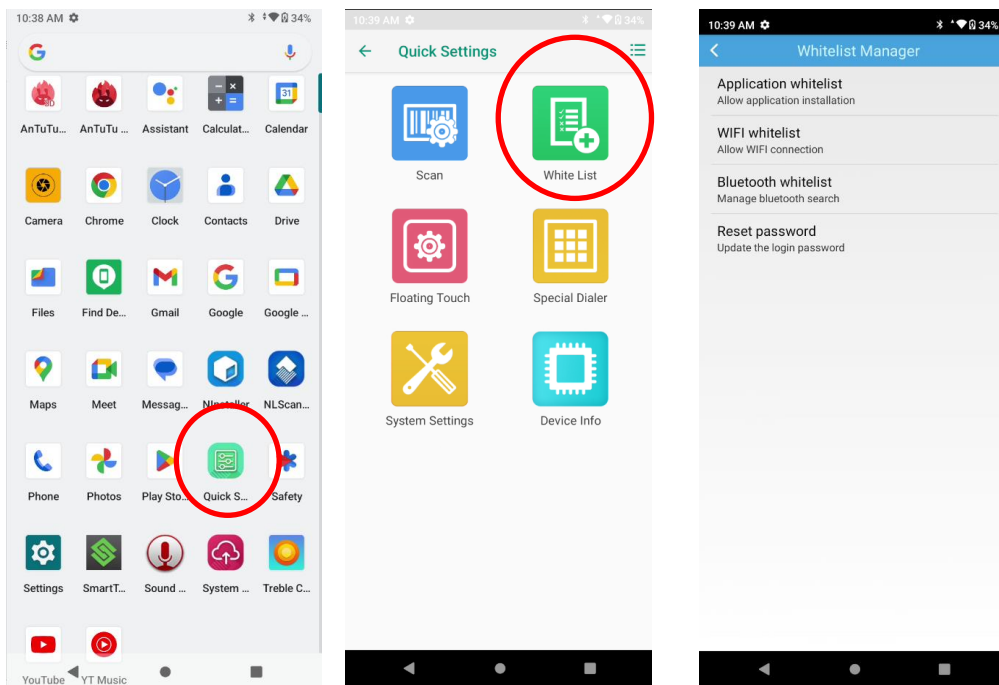 10:38 AM
34%
G
3D
31
AnTuTu... AnTuTu ... Assistant Calculat... Calendar
Camera Chrome Clock Contacts Drive
Files Find De... Gmail Google Google ...
Maps Meet Messag... NInstaller NLScan...
Phone Photos Play Sto... Quick S... Safety
Settings SmartT... Sound ... System ... Treble C...
YouTube YT Music
10:39 AM
34%
Quick Settings
Scan White List
Floating Touch Special Dialer
System Settings Device Info
10:39 AM
34%
Whitelist Manager
Application whitelist
Allow application installation
WIFI whitelist
Allow WIFI connection
Bluetooth whitelist
Manage bluetooth search
Reset password
Update the login password